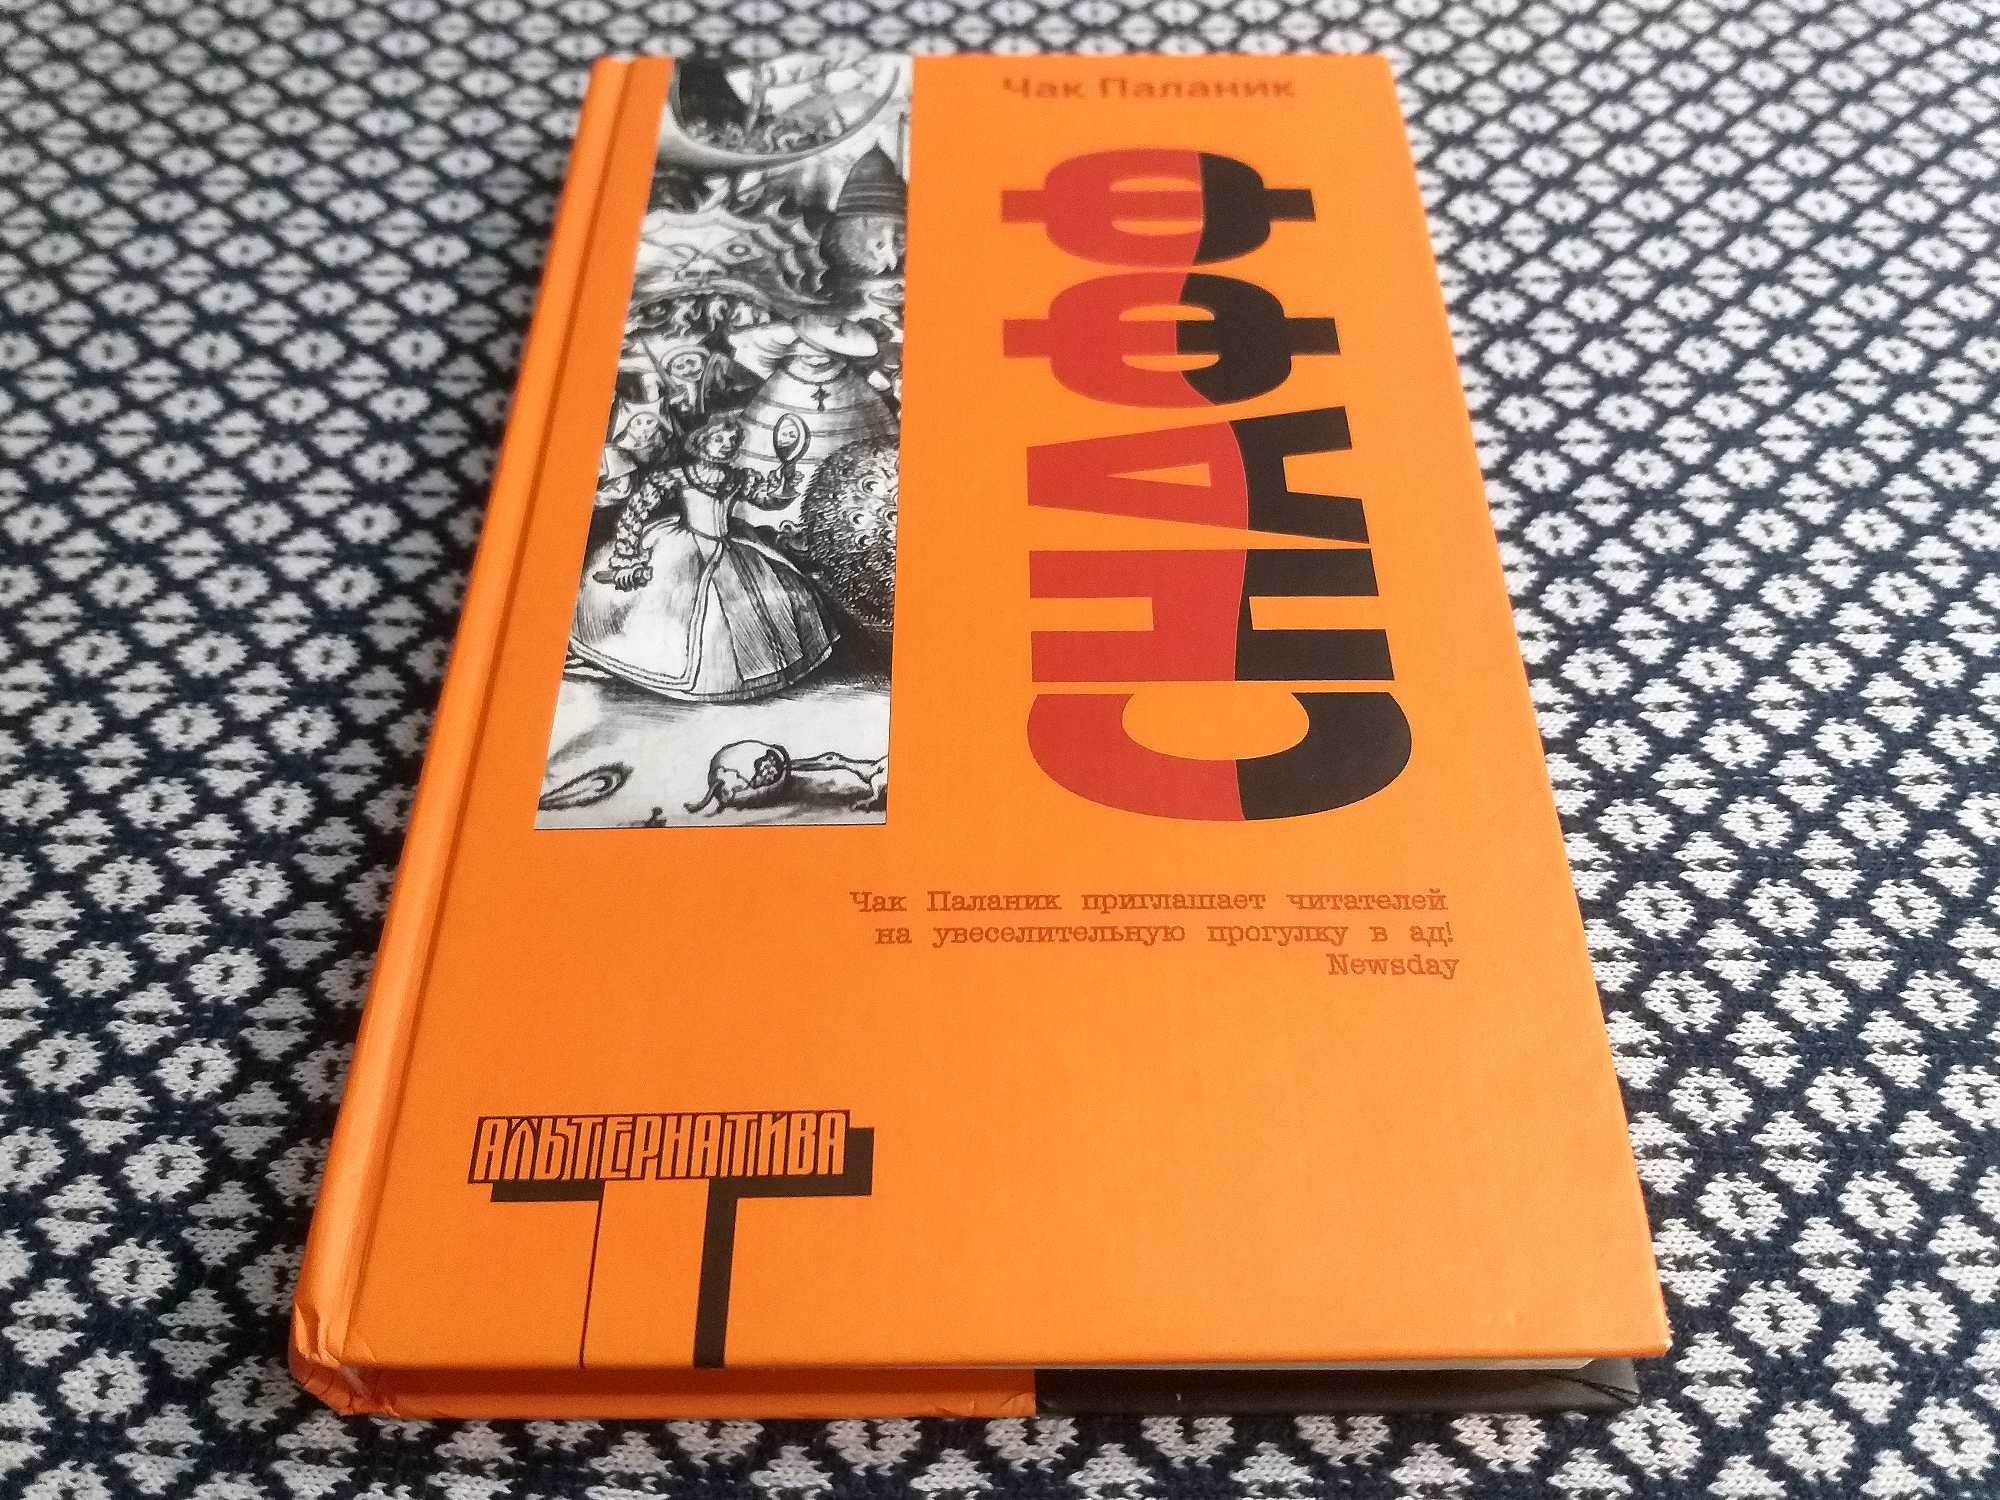 Чак Паланик
СНАФФ
Чак Паланик приглашает читателей
на увеселительную прогулку в ад!
Newsday
АЛЬТЕРНАТИВА